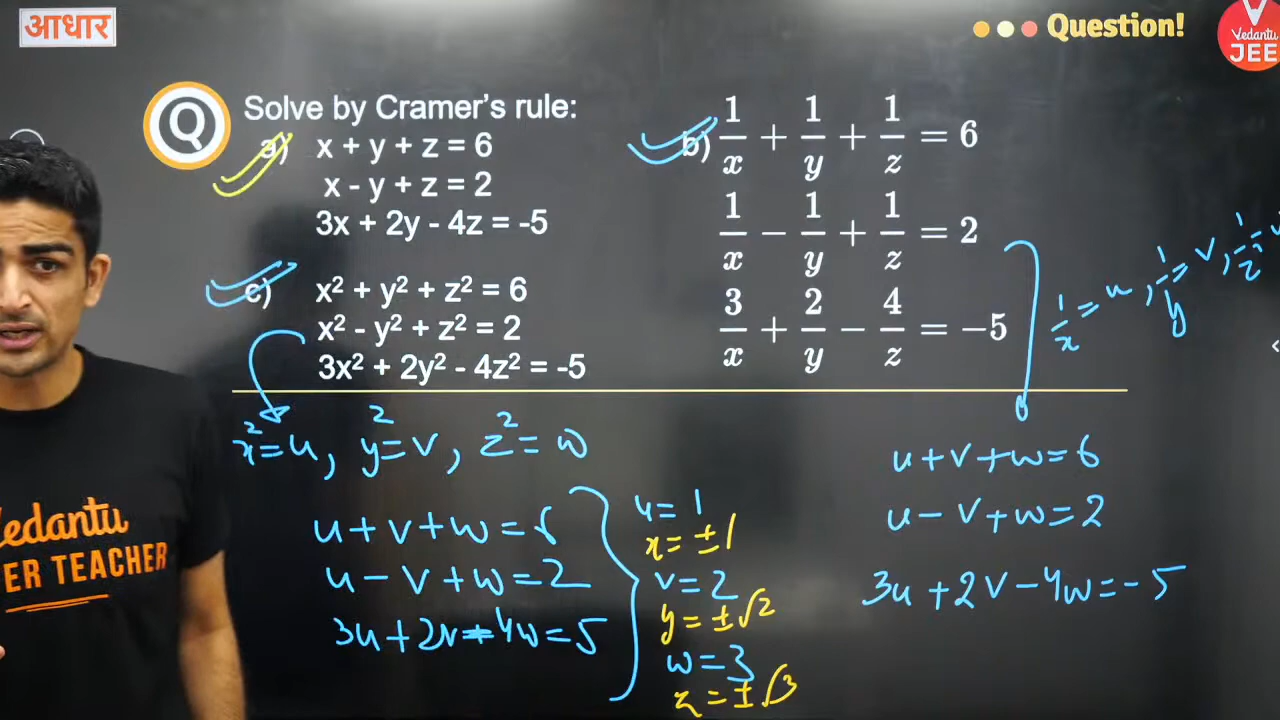 आधार
Question!
Vedantu
JEE
Q
Solve by Cramer's rule:
a) x + y + z = 6
x - y + z = 2
3x + 2y - 4z = -5
b) 1/x + 1/y + 1/z = 6
1/x − 1/y + 1/z = 2
3/x + 2/y − 4/z = −5
c) x² + y² + z² = 6
x² - y² + z² = 2
3x² + 2y² - 4z² = -5
1/x = u, 1/y = v, 1/z =
x² = u, y² = v, z² = w
u + v + w = 6
u - v + w = 2
3u + 2v - 4w = 5
u = 1
x = ±1
v = 2
y = ±√2
w = 3
z = ±√3
u + v + w = 6
u - v + w = 2
3u + 2v - 4w = -5
edantu
ER TEACHER